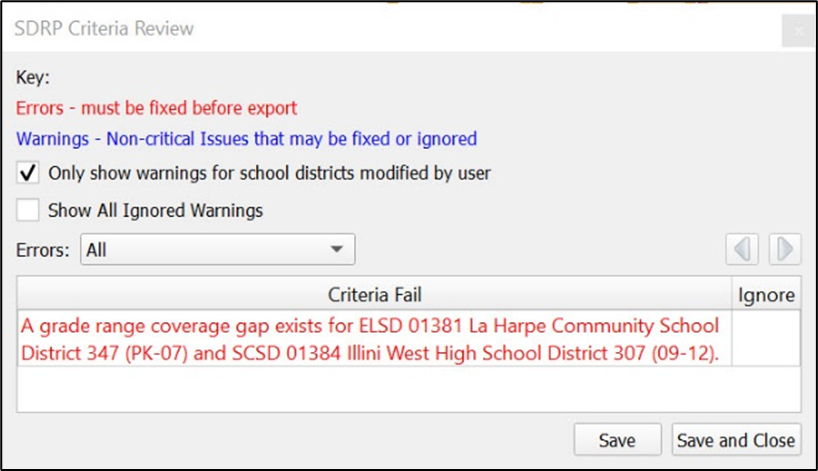 SDRP Criteria Review
Key:
Errors - must be fixed before export
Warnings - Non-critical Issues that may be fixed or ignored
Only show warnings for school districts modified by user
Show All Ignored Warnings
Errors: All
Criteria Fail Ignore
A grade range coverage gap exists for ELSD 01381 La Harpe Community School
District 347 (PK-07) and SCSD 01384 Illini West High School District 307 (09-12).
Save Save and Close